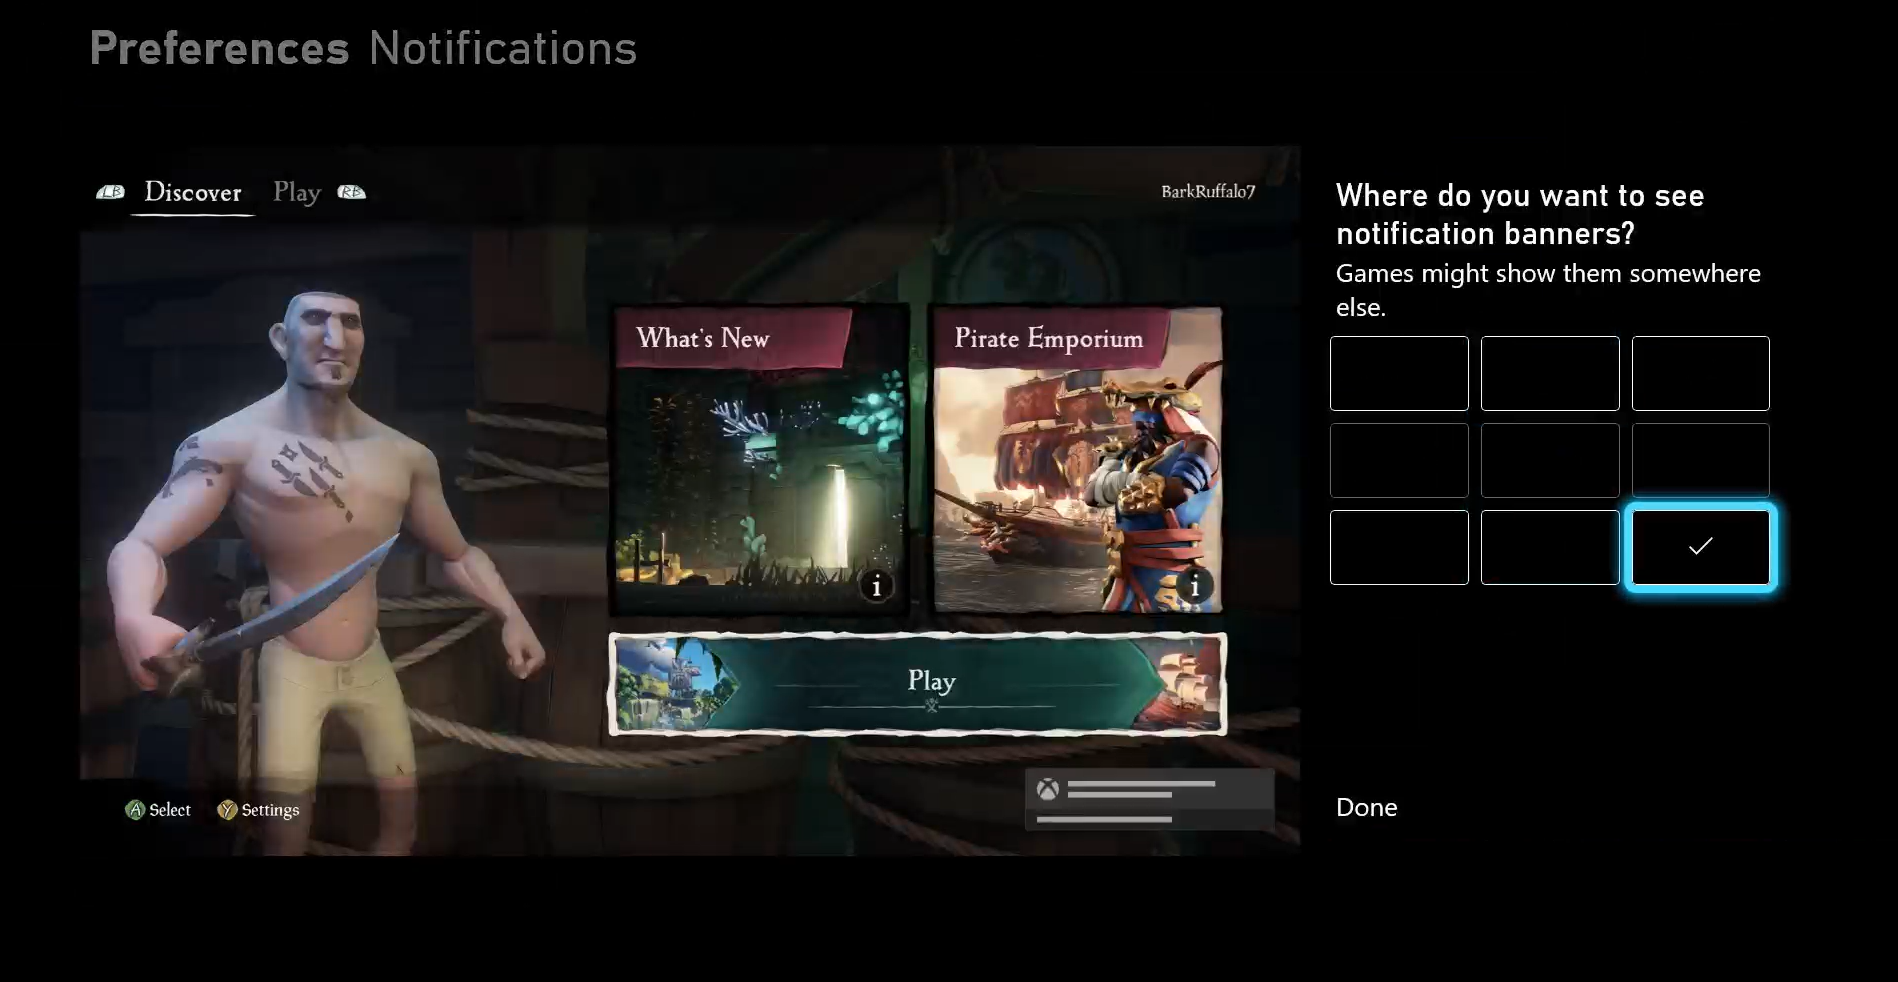 Preferences Notifications
LB Discover Play RB
BarkRuffalo7
Where do you want to see
notification banners?
Games might show them somewhere
else.
What's New
Pirate Emporium
i
i
Play
A Select Y Settings
Done